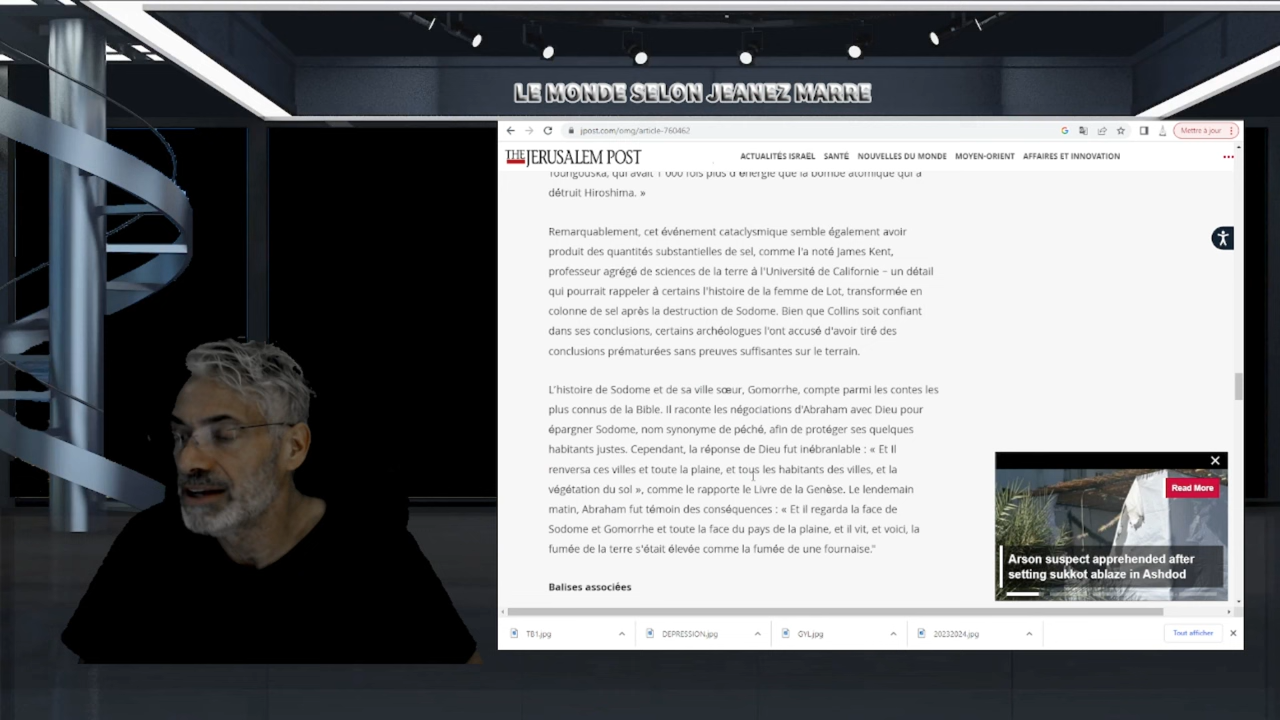 LE MONDE SELON JEANEZ MARRE
jpost.com/omg/article-760462
Mettre à jour
THE JERUSALEM POST
ACTUALITÉS ISRAËL SANTÉ NOUVELLES DU MONDE MOYEN-ORIENT AFFAIRES ET INNOVATION
Toungouska, qui avait 1 000 fois plus d'énergie que la bombe atomique qui a
détruit Hiroshima. »
Remarquablement, cet événement cataclysmique semble également avoir
produit des quantités substantielles de sel, comme l'a noté James Kent,
professeur agrégé de sciences de la terre à l'Université de Californie – un détail
qui pourrait rappeler à certains l'histoire de la femme de Lot, transformée en
colonne de sel après la destruction de Sodome. Bien que Collins soit confiant
dans ses conclusions, certains archéologues l'ont accusé d'avoir tiré des
conclusions prématurées sans preuves suffisantes sur le terrain.
L'histoire de Sodome et de sa ville sœur, Gomorrhe, compte parmi les contes les
plus connus de la Bible. Il raconte les négociations d'Abraham avec Dieu pour
épargner Sodome, nom synonyme de péché, afin de protéger ses quelques
habitants justes. Cependant, la réponse de Dieu fut inébranlable : « Et Il
renversa ces villes et toute la plaine, et tous les habitants des villes, et la
végétation du sol », comme le rapporte le Livre de la Genèse. Le lendemain
matin, Abraham fut témoin des conséquences : « Et il regarda la face de
Sodome et Gomorrhe et toute la face du pays de la plaine, et il vit, et voici, la
fumée de la terre s'était élevée comme la fumée de une fournaise."
Balises associées
Read More
Arson suspect apprehended after
setting sukkot ablaze in Ashdod
TB1.jpg DEPRESSION.jpg GYL.jpg 20232024.jpg Tout afficher